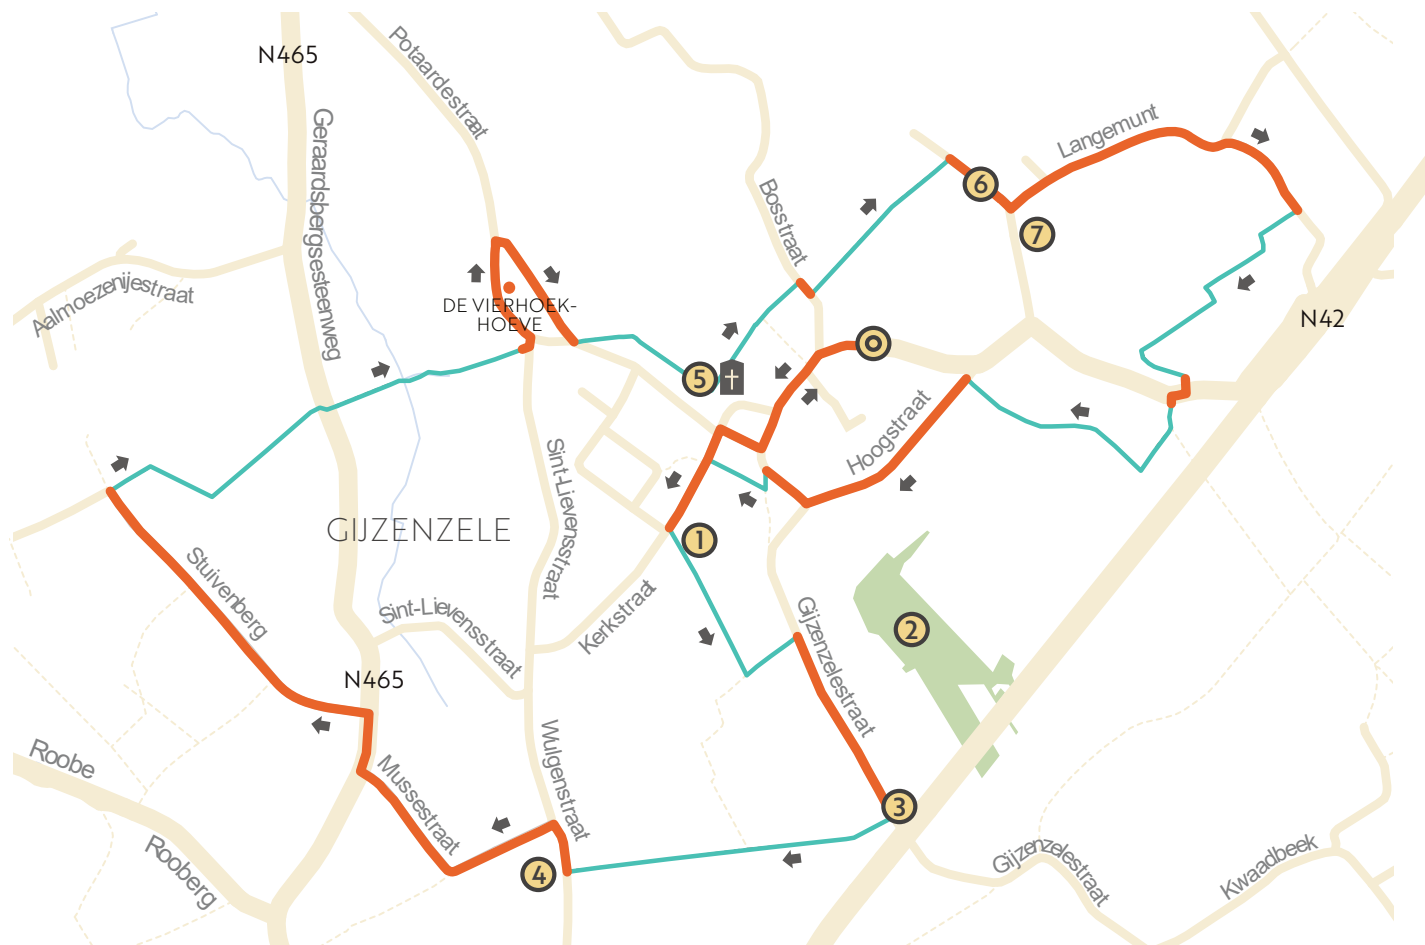 N465
Potaardestraat
Langemunt
Geraardsbergsesteenweg
Bosstraat
6
7
Aalmoezenijestraat
DE VIERHOEK-
HOEVE
N42
5
Hoogstraat
GIJZENZELE
Sint-Lievensstraat
1
Stuivenberg
Sint-Lievensstraat
Kerkstraat
Gijzenzelestraat
2
N465
Roobe
Mussestraat
Wulgenstraat
3
Rooberg
4
Gijzenzelestraat
Kwaadbeek